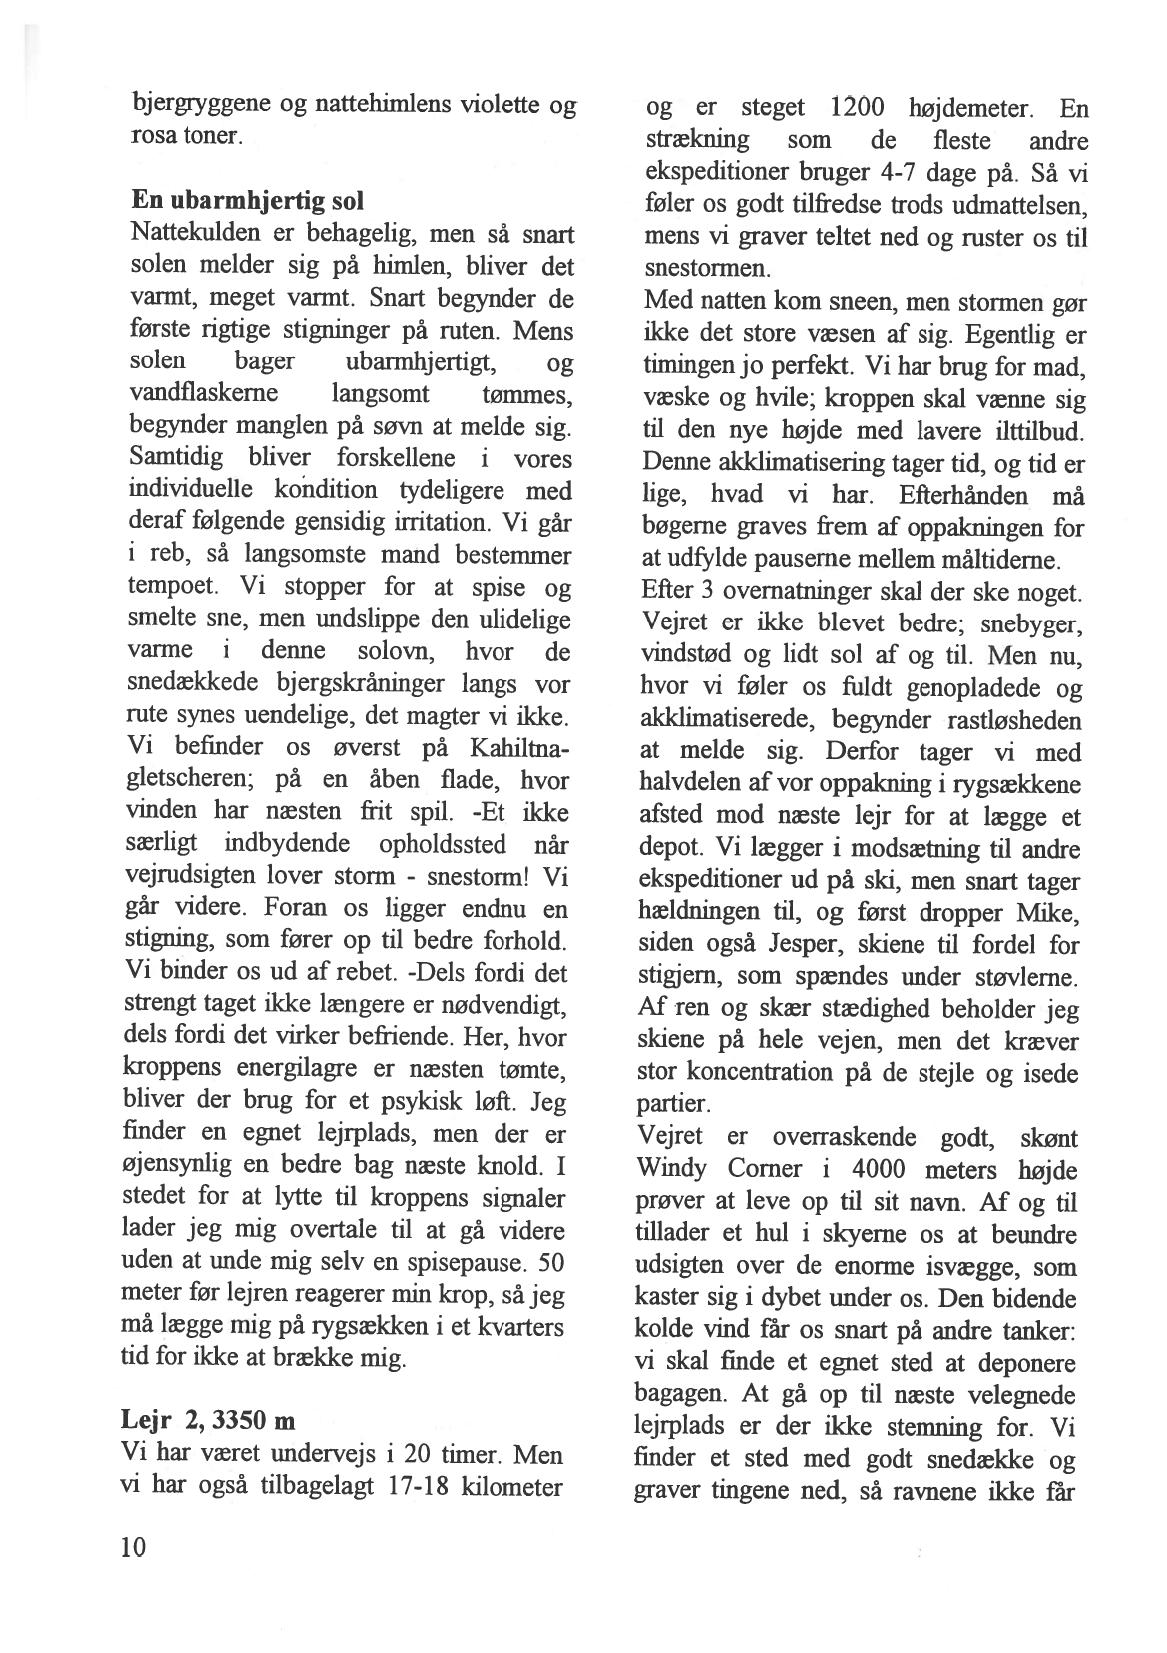 bjergryggene og nattehimlens violette og
rosa toner.
En ubarmhjertig sol
Nattekulden er behagelig, men så snart
solen melder sig på himlen, bliver det
varmt, meget varmt. Snart begynder de
første rigtige stigninger på ruten. Mens
solen bager ubarmhjertigt, og
vandflaskerne langsomt tømmes,
begynder manglen på søvn at melde sig.
Samtidig bliver forskellene i vores
individuelle kondition tydeligere med
deraf følgende gensidig irritation. Vi går
i reb, så langsomste mand bestemmer
tempoet. Vi stopper for at spise og
smelte sne, men undslippe den ulidelige
varme i denne solovn, hvor de
snedækkede bjergskråninger langs vor
rute synes uendelige, det magter vi ikke.
Vi befinder os øverst på Kahiltna-
gletscheren; på en åben flade, hvor
vinden har næsten frit spil. -Et ikke
særligt indbydende opholdssted når
vejrudsigten lover storm - snestorm! Vi
går videre. Foran os ligger endnu en
stigning, som fører op til bedre forhold.
Vi binder os ud af rebet. -Dels fordi det
strengt taget ikke længere er nødvendigt,
dels fordi det virker befriende. Her, hvor
kroppens energilagre er næsten tømte,
bliver der brug for et psykisk løft. Jeg
finder en egnet lejrplads, men der er
øjensynlig en bedre bag næste knold. I
stedet for at lytte til kroppens signaler
lader jeg mig overtale til at gå videre
uden at unde mig selv en spisepause. 50
meter før lejren reagerer min krop, så jeg
må lægge mig på rygsækken i et kvarters
tid for ikke at brække mig.
Lejr 2, 3350 m
Vi har været undervejs i 20 timer. Men
vi har også tilbagelagt 17-18 kilometer
og er steget 1200 højdemeter. En
strækning som de fleste andre
ekspeditioner bruger 4-7 dage på. Så vi
føler os godt tilfredse trods udmattelsen,
mens vi graver teltet ned og ruster os til
snestormen.
Med natten kom sneen, men stormen gør
ikke det store væsen af sig. Egentlig er
timingen jo perfekt. Vi har brug for mad,
væske og hvile; kroppen skal vænne sig
til den nye højde med lavere ilttilbud.
Denne akklimatisering tager tid, og tid er
lige, hvad vi har. Efterhånden må
bøgerne graves frem af oppakningen for
at udfylde pauserne mellem måltiderne.
Efter 3 overnatninger skal der ske noget.
Vejret er ikke blevet bedre; snebyger,
vindstød og lidt sol af og til. Men nu,
hvor vi føler os fuldt genopladede og
akklimatiserede, begynder rastløsheden
at melde sig. Derfor tager vi med
halvdelen af vor oppakning i rygsækkene
afsted mod næste lejr for at lægge et
depot. Vi lægger i modsætning til andre
ekspeditioner ud på ski, men snart tager
hældningen til, og først dropper Mike,
siden også Jesper, skiene til fordel for
stigjern, som spændes under støvlerne.
Af ren og skær stædighed beholder jeg
skiene på hele vejen, men det kræver
stor koncentration på de stejle og isede
partier.
Vejret er overraskende godt, skønt
Windy Corner i 4000 meters højde
prøver at leve op til sit navn. Af og til
tillader et hul i skyerne os at beundre
udsigten over de enorme isvægge, som
kaster sig i dybet under os. Den bidende
kolde vind får os snart på andre tanker:
vi skal finde et egnet sted at deponere
bagagen. At gå op til næste velegnede
lejrplads er der ikke stemning for. Vi
finder et sted med godt snedække og
graver tingene ned, så ravnene ikke får
10